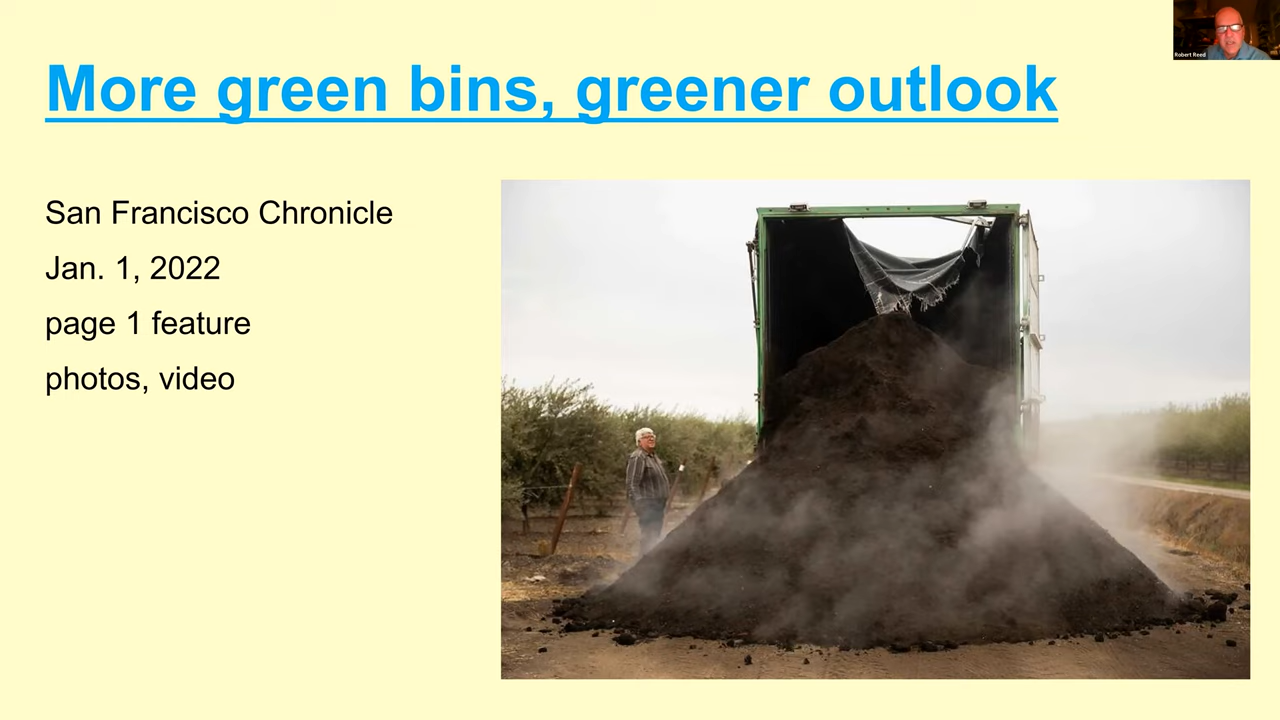 Robert Reed
More green bins, greener outlook
San Francisco Chronicle
Jan. 1, 2022
page 1 feature
photos, video